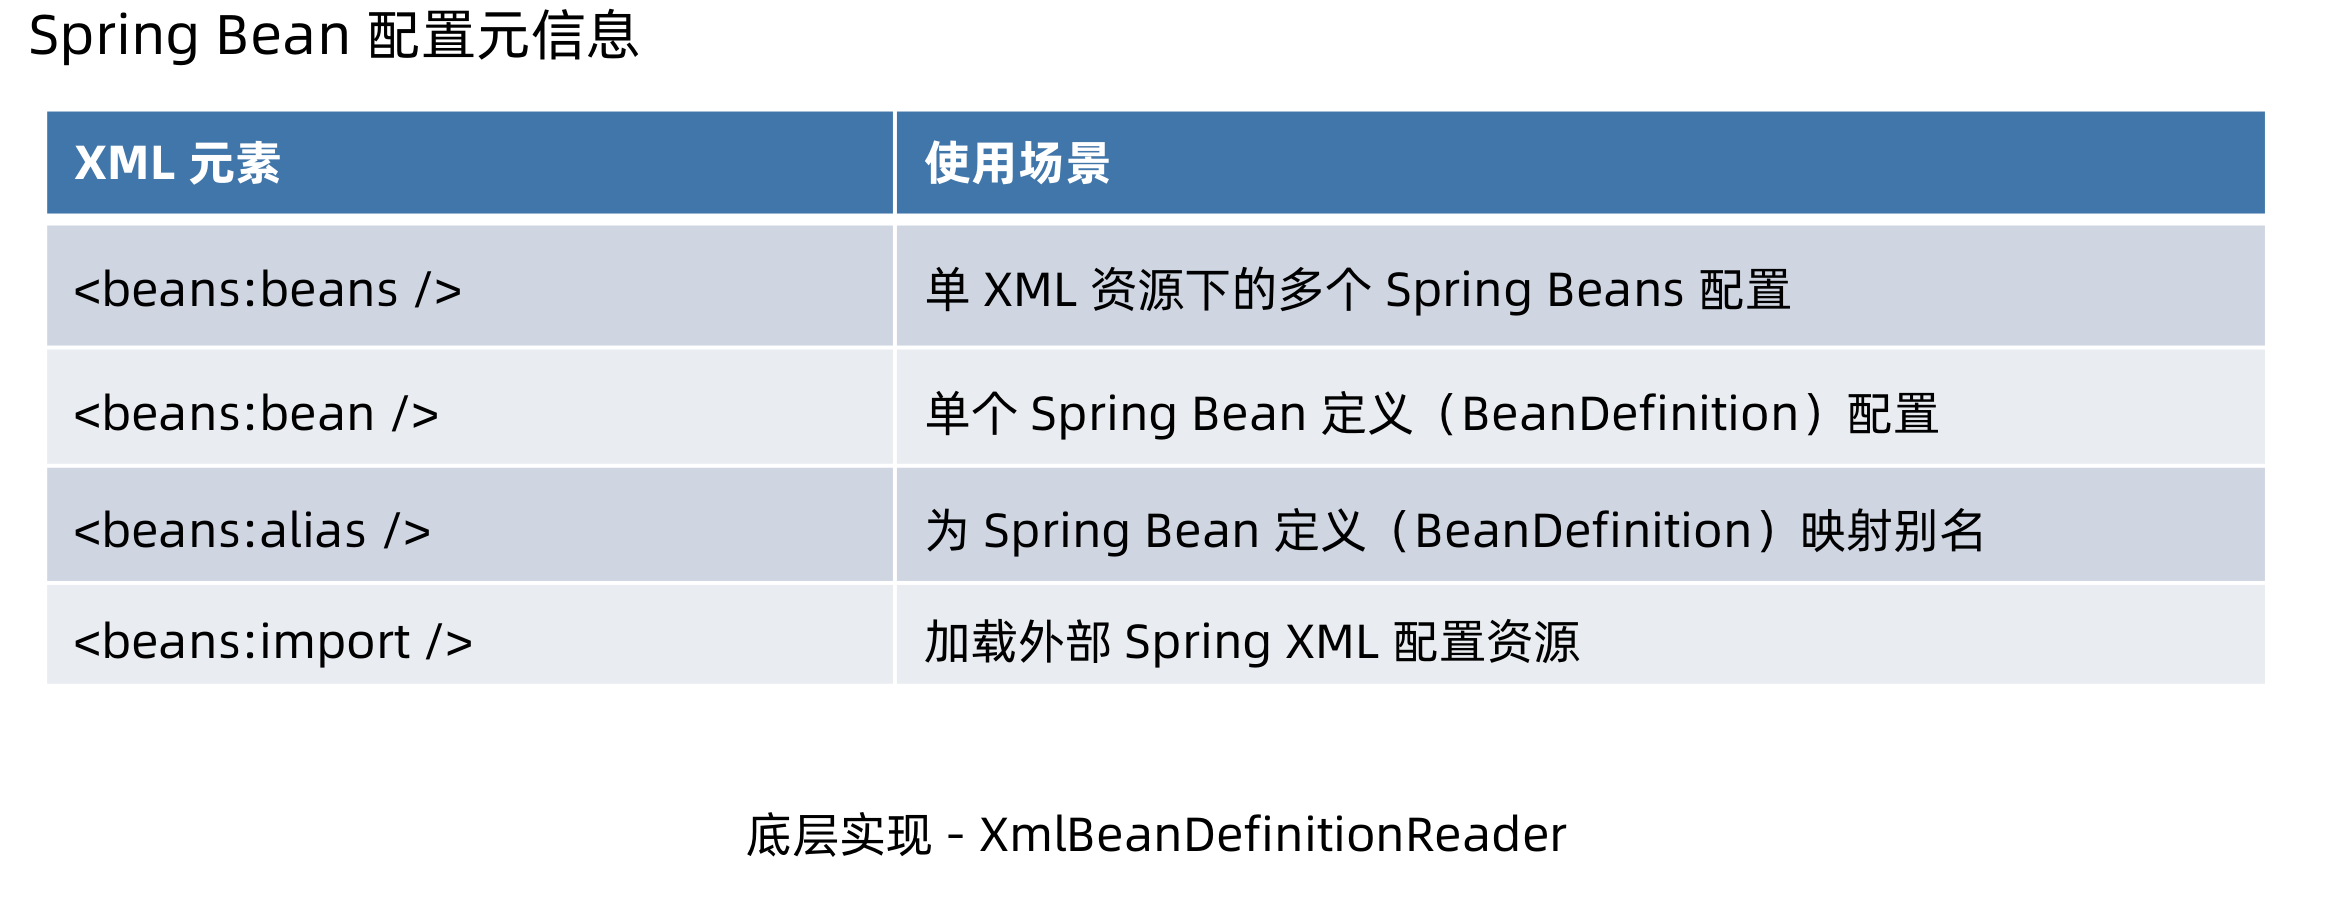 Spring Bean 配置元信息
XML 元素 使用场景
<beans:beans /> 单 XML 资源下的多个 Spring Beans 配置
<beans:bean /> 单个 Spring Bean 定义（BeanDefinition）配置
<beans:alias /> 为 Spring Bean 定义（BeanDefinition）映射别名
<beans:import /> 加载外部 Spring XML 配置资源
底层实现 - XmlBeanDefinitionReader